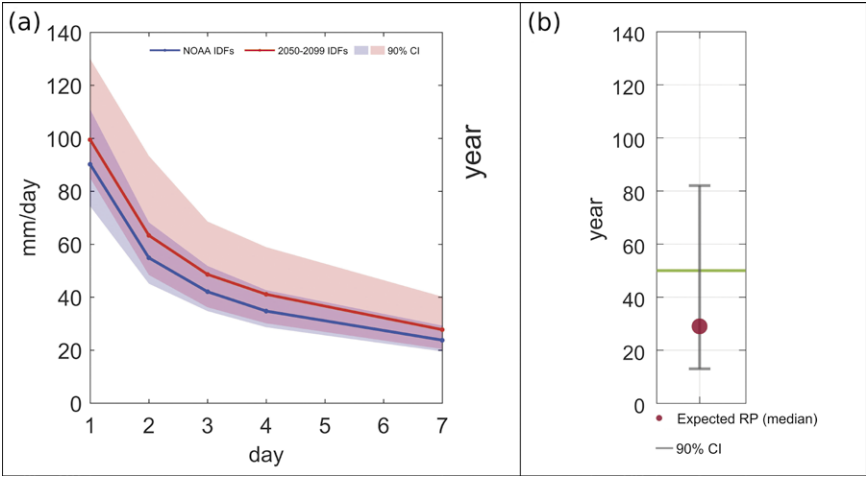 (a)
140
120
100
80
60
40
20
0
mm/day
NOAA IDFs 2050-2099 IDFs 90% CI
1 2 3 4 5 6 7
day
year
(b)
140
120
100
80
60
40
20
0
year
Expected RP (median)
90% CI